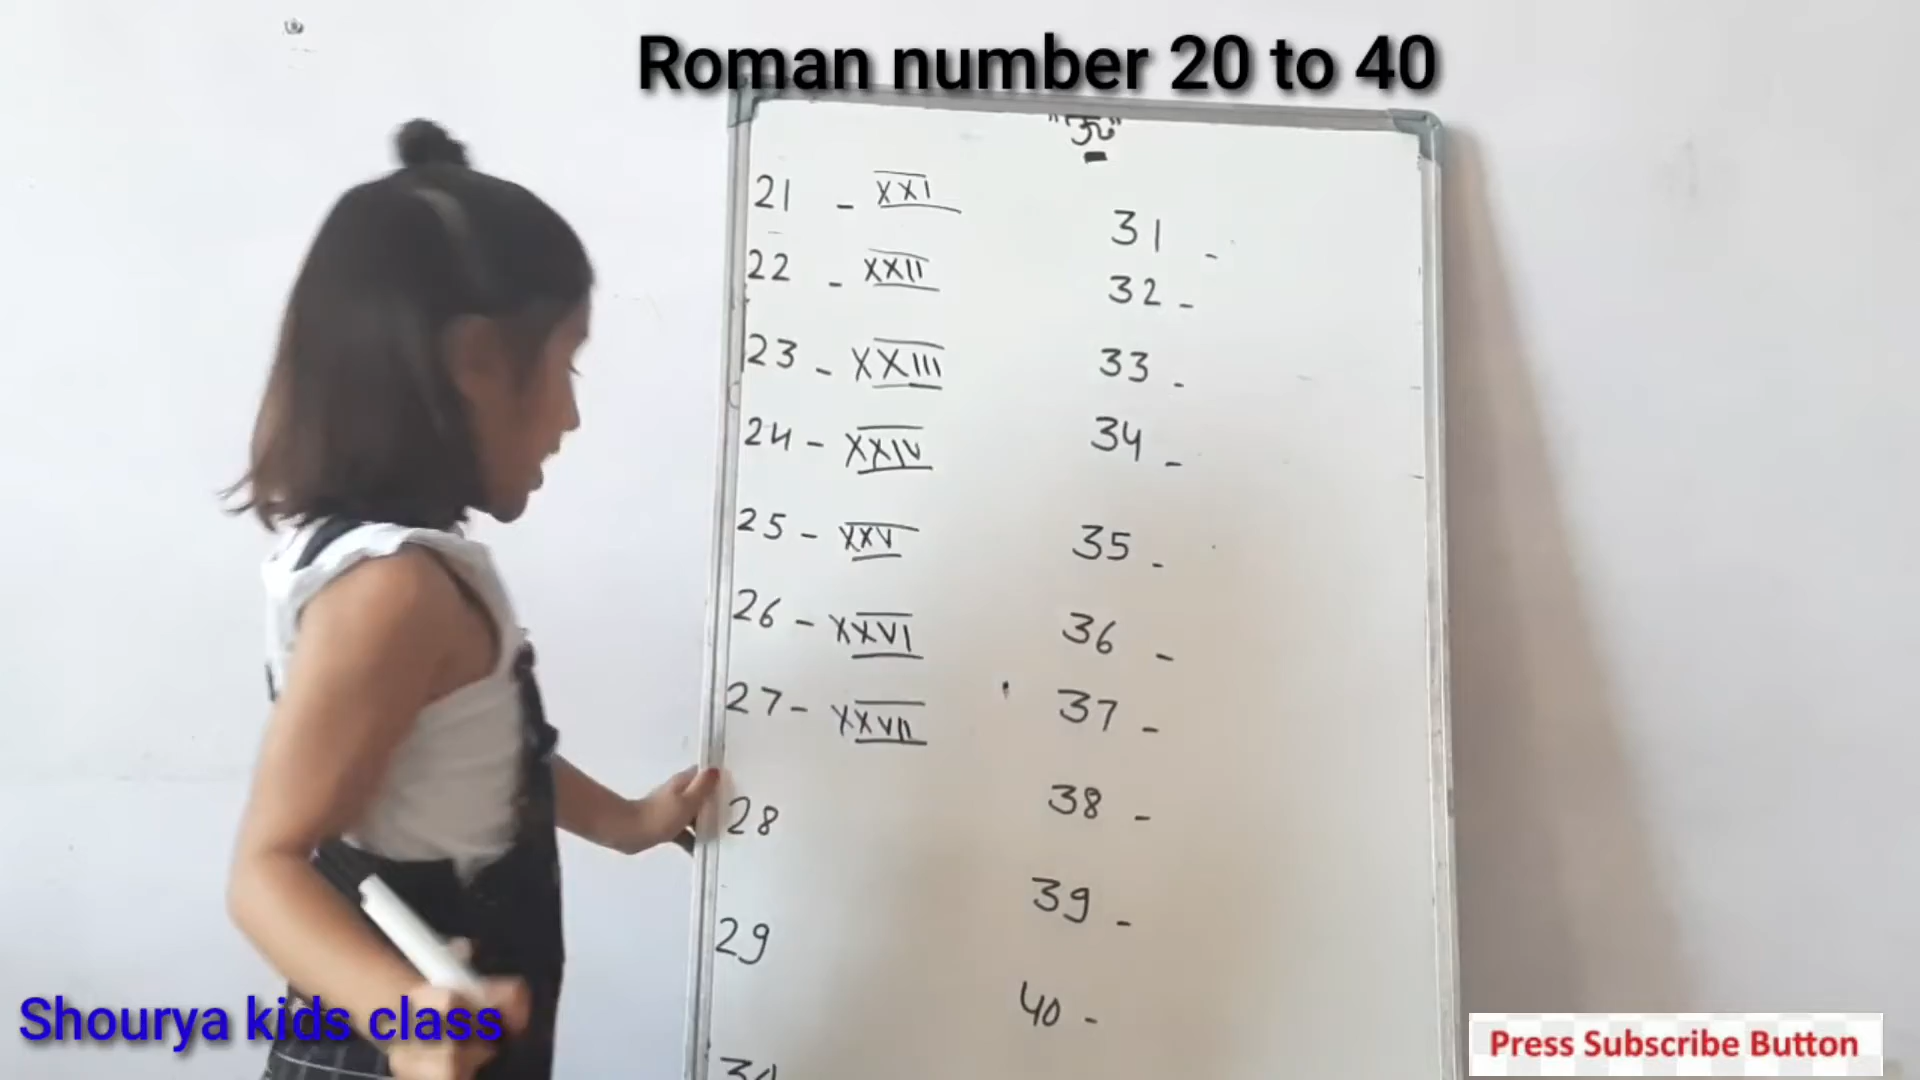 Roman number 20 to 40
"ॐ"
21 - XXI
22 - XXII
23 - XXIII
24 - XXIV
25 - XXV
26 - XXVI
27 - XXVII
28
29
31 -
32 -
33 -
34 -
35 -
36 -
37 -
38 -
39 -
40 -
Shourya kids class
Press Subscribe Button